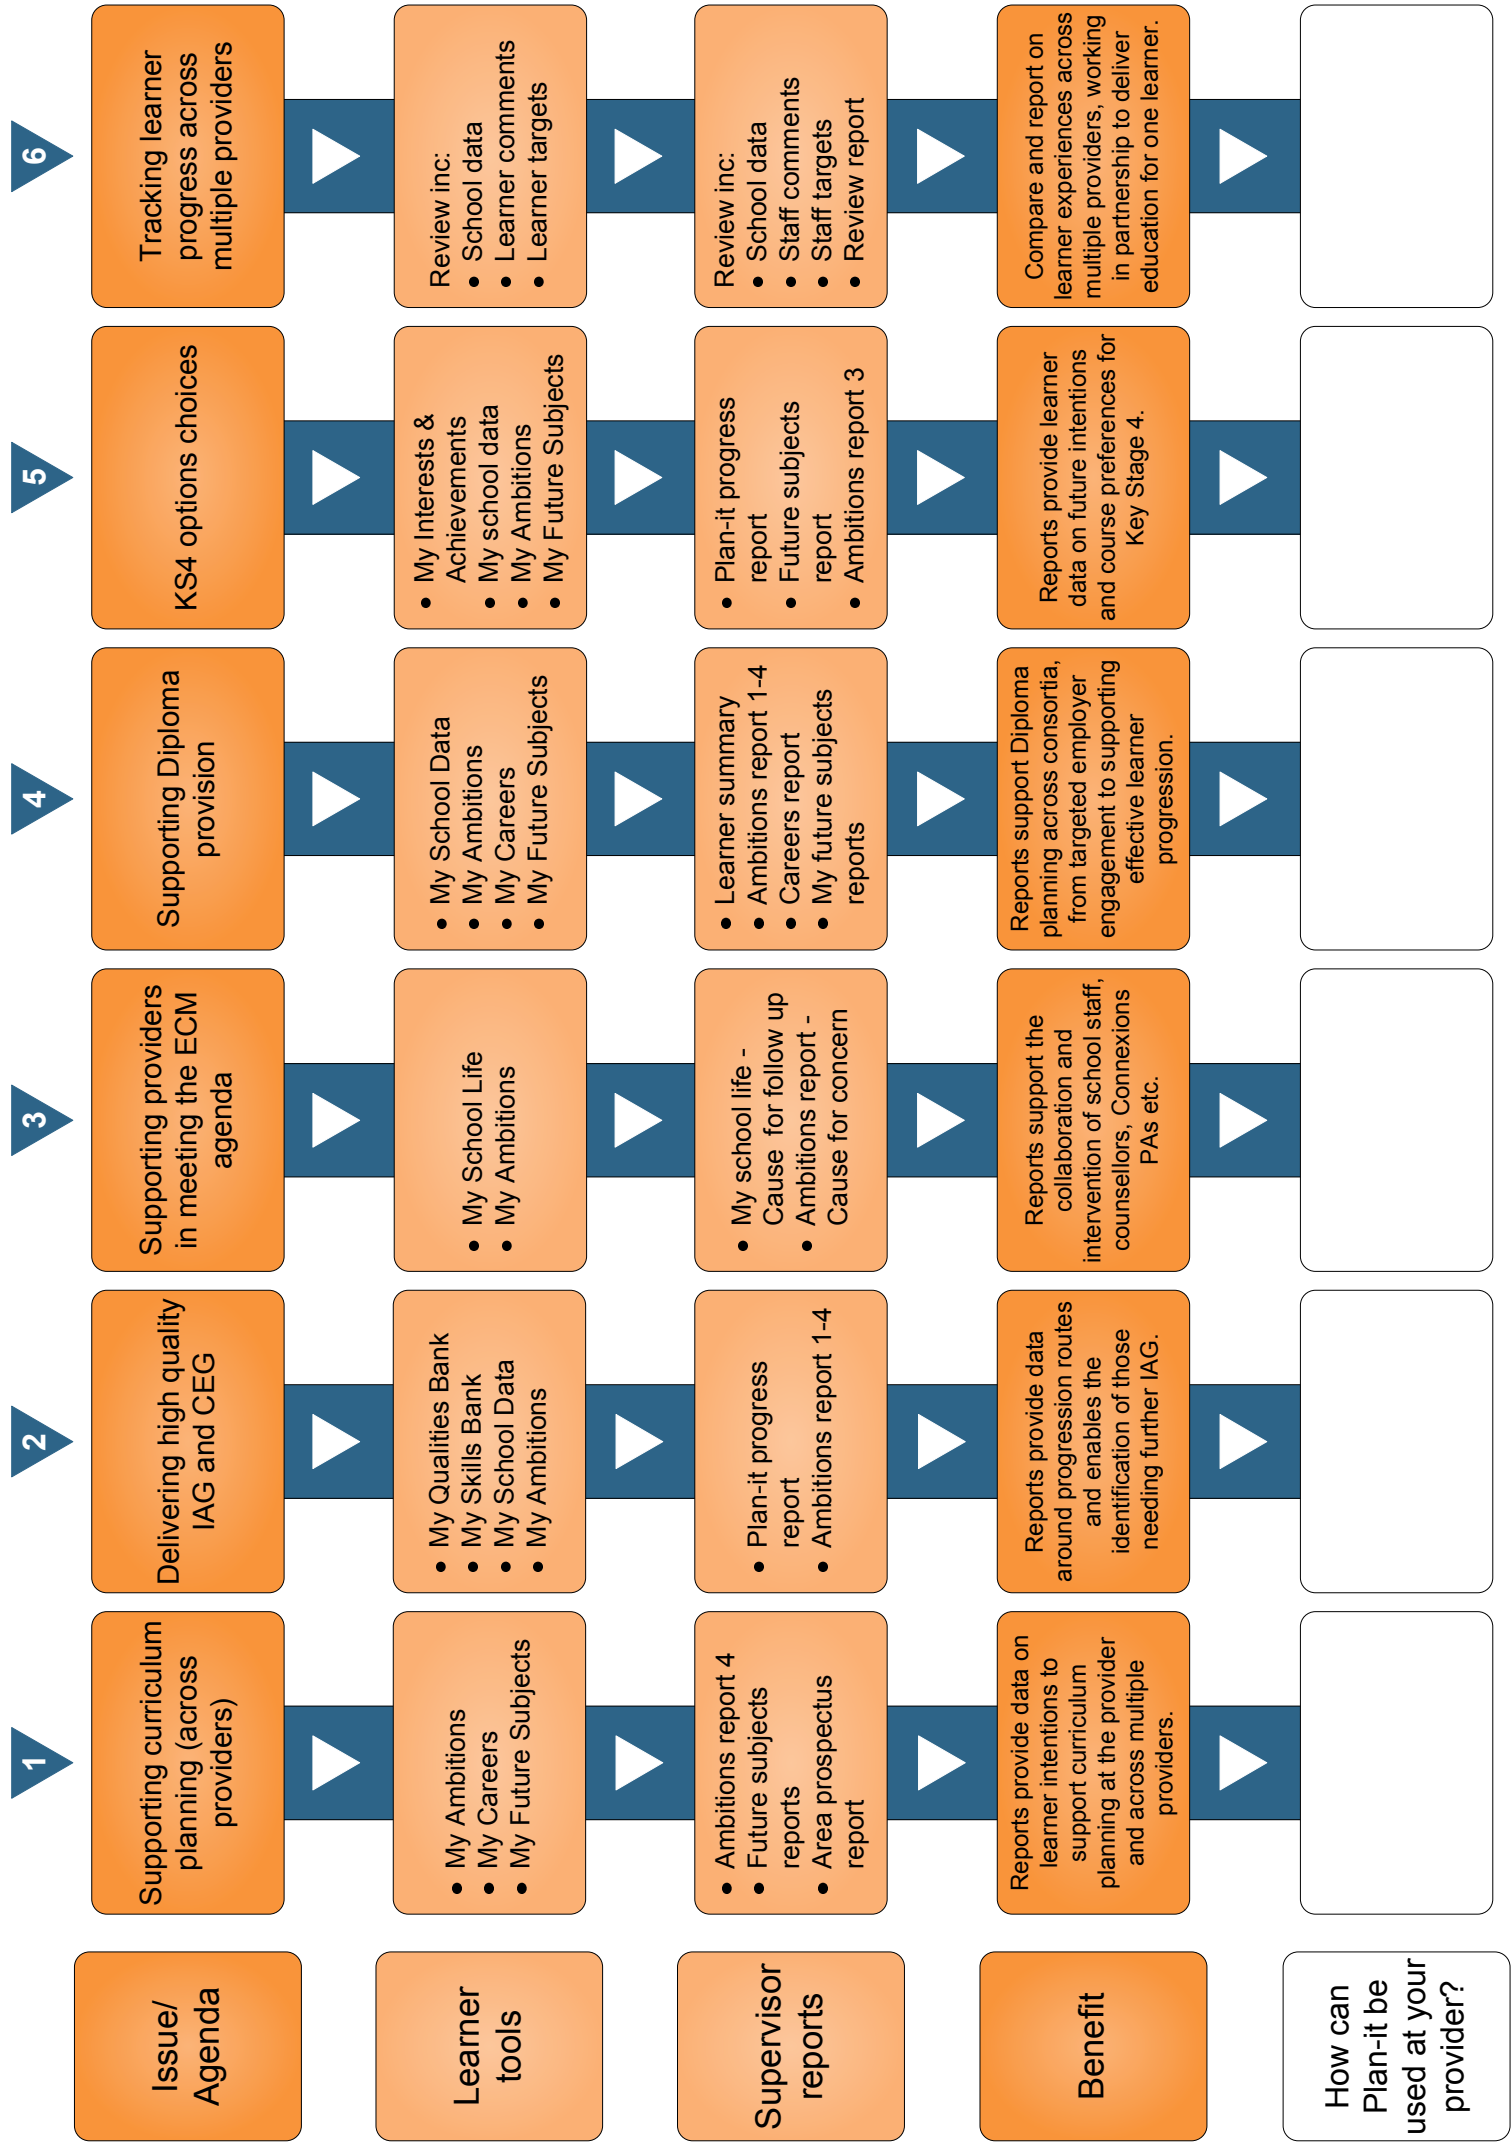 1
2
3
4
5
6
Issue/
Agenda
Supporting curriculum
planning (across
providers)
Delivering high quality
IAG and CEG
Supporting providers
in meeting the ECM
agenda
Supporting Diploma
provision
KS4 options choices
Tracking learner
progress across
multiple providers
Learner
tools
• My Ambitions
• My Careers
• My Future Subjects
• My Qualities Bank
• My Skills Bank
• My School Data
• My Ambitions
• My School Life
• My Ambitions
• My School Data
• My Ambitions
• My Careers
• My Future Subjects
• My Interests &
Achievements
• My school data
• My Ambitions
• My Future Subjects
Review inc:
• School data
• Learner comments
• Learner targets
Supervisor
reports
• Ambitions report 4
• Future subjects
reports
• Area prospectus
report
• Plan-it progress
report
• Ambitions report 1-4
• My school life -
Cause for follow up
• Ambitions report -
Cause for concern
• Learner summary
• Ambitions report 1-4
• Careers report
• My future subjects
reports
• Plan-it progress
report
• Future subjects
report
• Ambitions report 3
Review inc:
• School data
• Staff comments
• Staff targets
• Review report
Benefit
Reports provide data on
learner intentions to
support curriculum
planning at the provider
and across multiple
providers.
Reports provide data
around progression routes
and enables the
identification of those
needing further IAG.
Reports support the
collaboration and
intervention of school staff,
counsellors, Connexions
PAs etc.
Reports support Diploma
planning across consortia,
from targeted employer
engagement to supporting
effective learner
progression.
Reports provide learner
data on future intentions
and course preferences for
Key Stage 4.
Compare and report on
learner experiences across
multiple providers, working
in partnership to deliver
education for one learner.
How can
Plan-it be
used at your
provider?